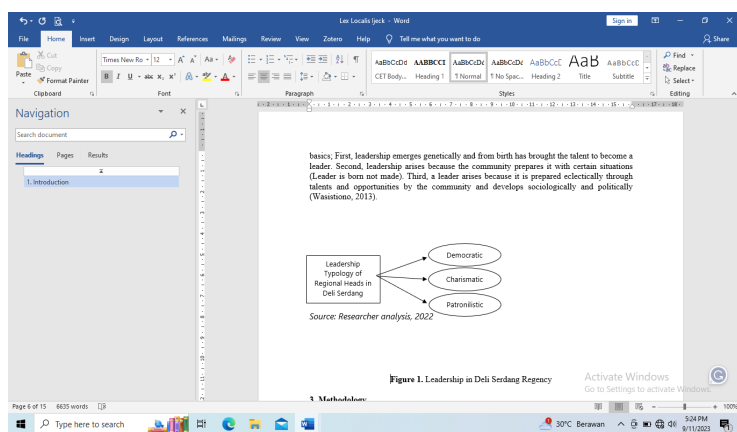 Lex Localis Ijeck - Word
Sign in
File Home Insert Design Layout References Mailings Review View Zotero Help Tell me what you want to do Share
Paste
Cut
Copy
Format Painter
Clipboard
Times New Ro 12
Font
Paragraph
AaBbCcDd AABBCCI AaBbCcDd AaBbCcDd AaBbCcC AaB AaBbCcC
CET Body... Heading 1 ¶ Normal ¶ No Spac... Heading 2 Title Subtitle
Styles
Find
Replace
Select
Editing
Navigation
Search document
Headings Pages Results
1. Introduction
basics; First, leadership emerges genetically and from birth has brought the talent to become a
leader. Second, leadership arises because the community prepares it with certain situations
(Leader is born not made). Third, a leader arises because it is prepared eclectically through
talents and opportunities by the community and develops sociologically and politically
(Wasistiono, 2013).
Leadership
Typology of
Regional Heads in
Deli Serdang
Democratic
Charismatic
Patronilistic
Source: Researcher analysis, 2022
Figure 1. Leadership in Deli Serdang Regency
3. Methodology
Activate Windows
Go to Settings to activate Windows.
Page 6 of 15 6635 words
100%
Type here to search
30°C Berawan
5:24 PM
9/11/2023